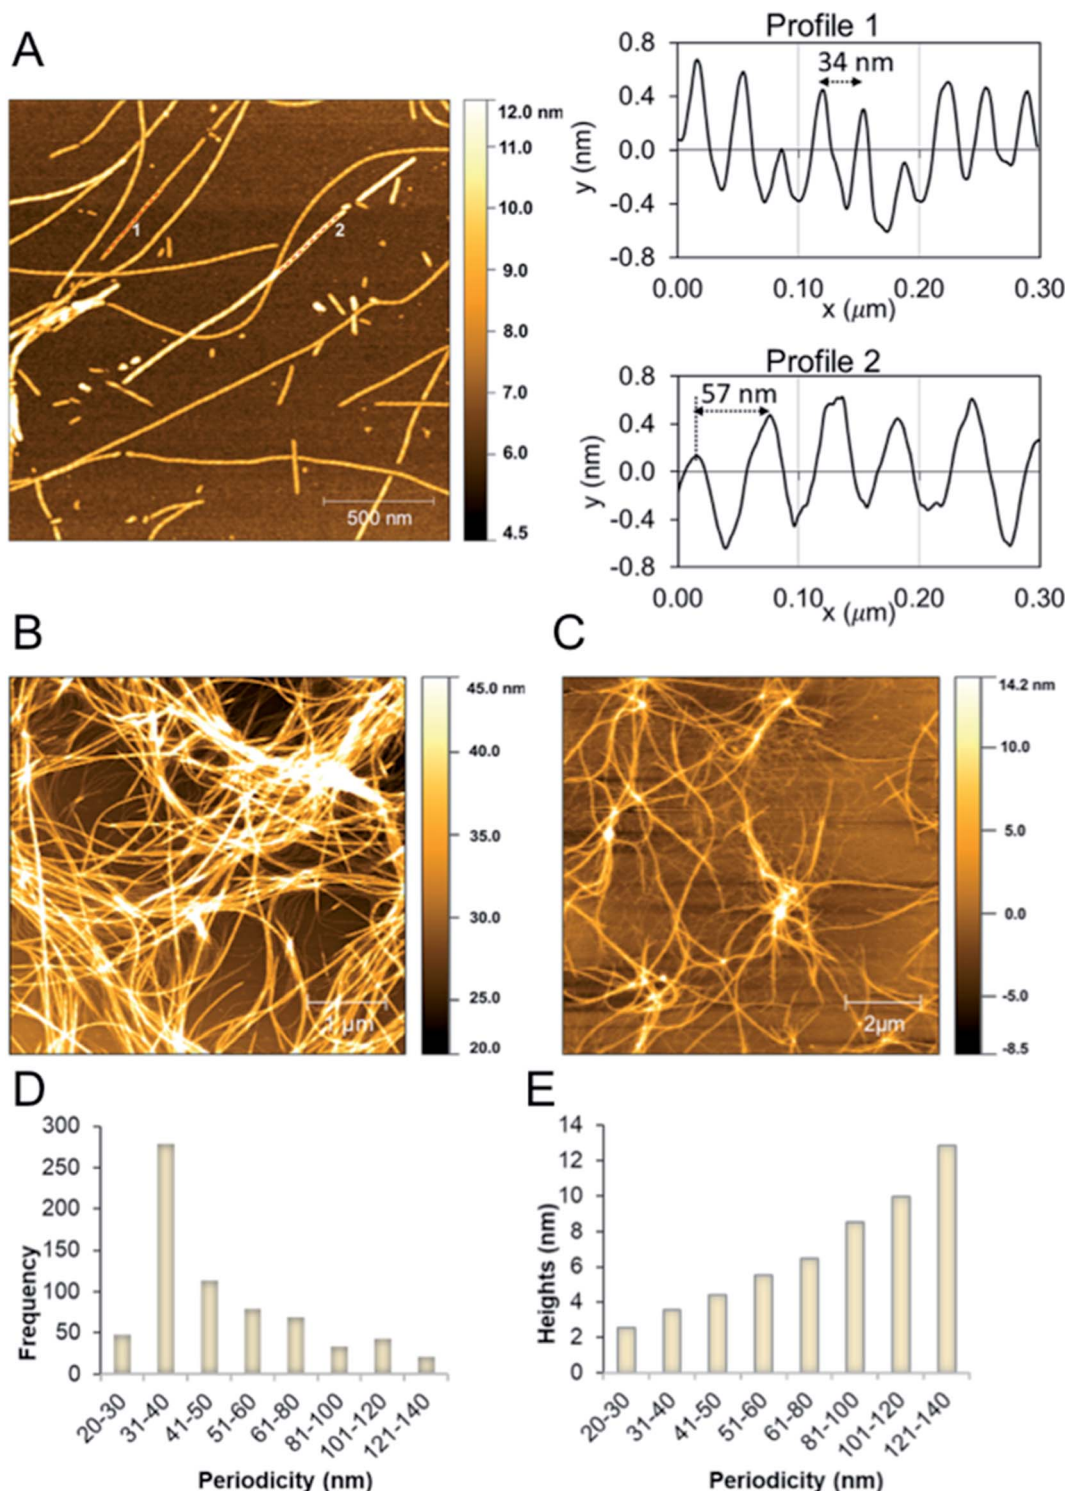 A
12.0 nm
11.0
10.0
9.0
8.0
7.0
6.0
4.5
1
2
500 nm
Profile 1
34 nm
0.8
0.4
0.0
-0.4
-0.8
y (nm)
0.00 0.10 0.20 0.30
x (μm)
Profile 2
57 nm
0.8
0.4
0.0
-0.4
-0.8
y (nm)
0.00 0.10 0.20 0.30
x (μm)
B
45.0 nm
40.0
35.0
30.0
25.0
20.0
1 μm
C
14.2 nm
10.0
5.0
0.0
-5.0
-8.5
2μm
D
300
250
200
150
100
50
0
Frequency
20-30 31-40 41-50 51-60 61-80 81-100 101-120 121-140
Periodicity (nm)
E
14
12
10
8
6
4
2
0
Heights (nm)
20-30 31-40 41-50 51-60 61-80 81-100 101-120 121-140
Periodicity (nm)